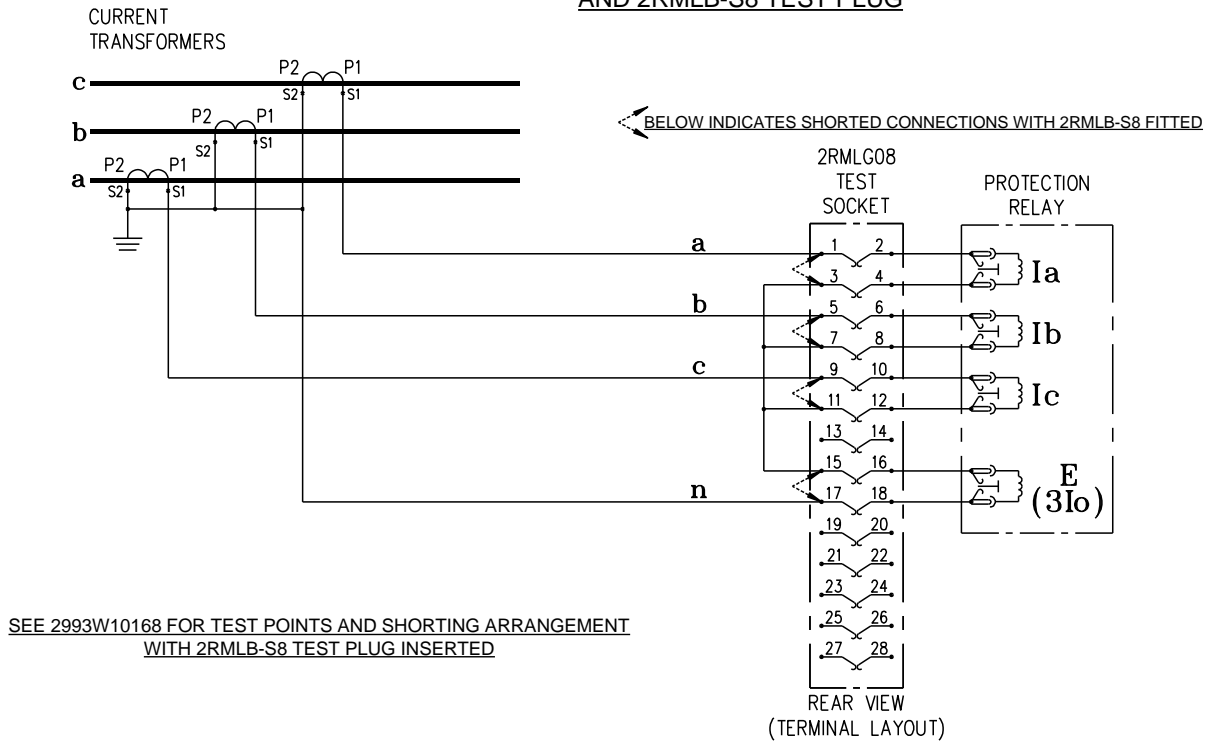 AND 2RMLB-S8 TEST PLUG
CURRENT
TRANSFORMERS
P2 P1
c
S2 S1
P2 P1
b
S2 S1
P2 P1
a
S2 S1
BELOW INDICATES SHORTED CONNECTIONS WITH 2RMLB-S8 FITTED
2RMLG08
TEST
SOCKET
PROTECTION
RELAY
a 1 2
Ia
3 4
b 5 6
Ib
7 8
c 9 10
Ic
11 12
13 14
15 16
E
(3Io)
n 17 18
19 20
21 22
23 24
25 26
27 28
SEE 2993W10168 FOR TEST POINTS AND SHORTING ARRANGEMENT
WITH 2RMLB-S8 TEST PLUG INSERTED
REAR VIEW
(TERMINAL LAYOUT)